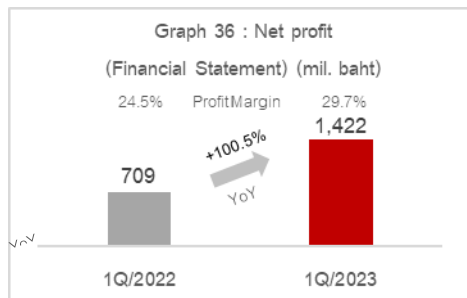 Graph 36 : Net profit
(Financial Statement) (mil. baht)
24.5% ProfitMargin 29.7%
709 +100.5% 1,422
YoY
1Q/2022 1Q/2023